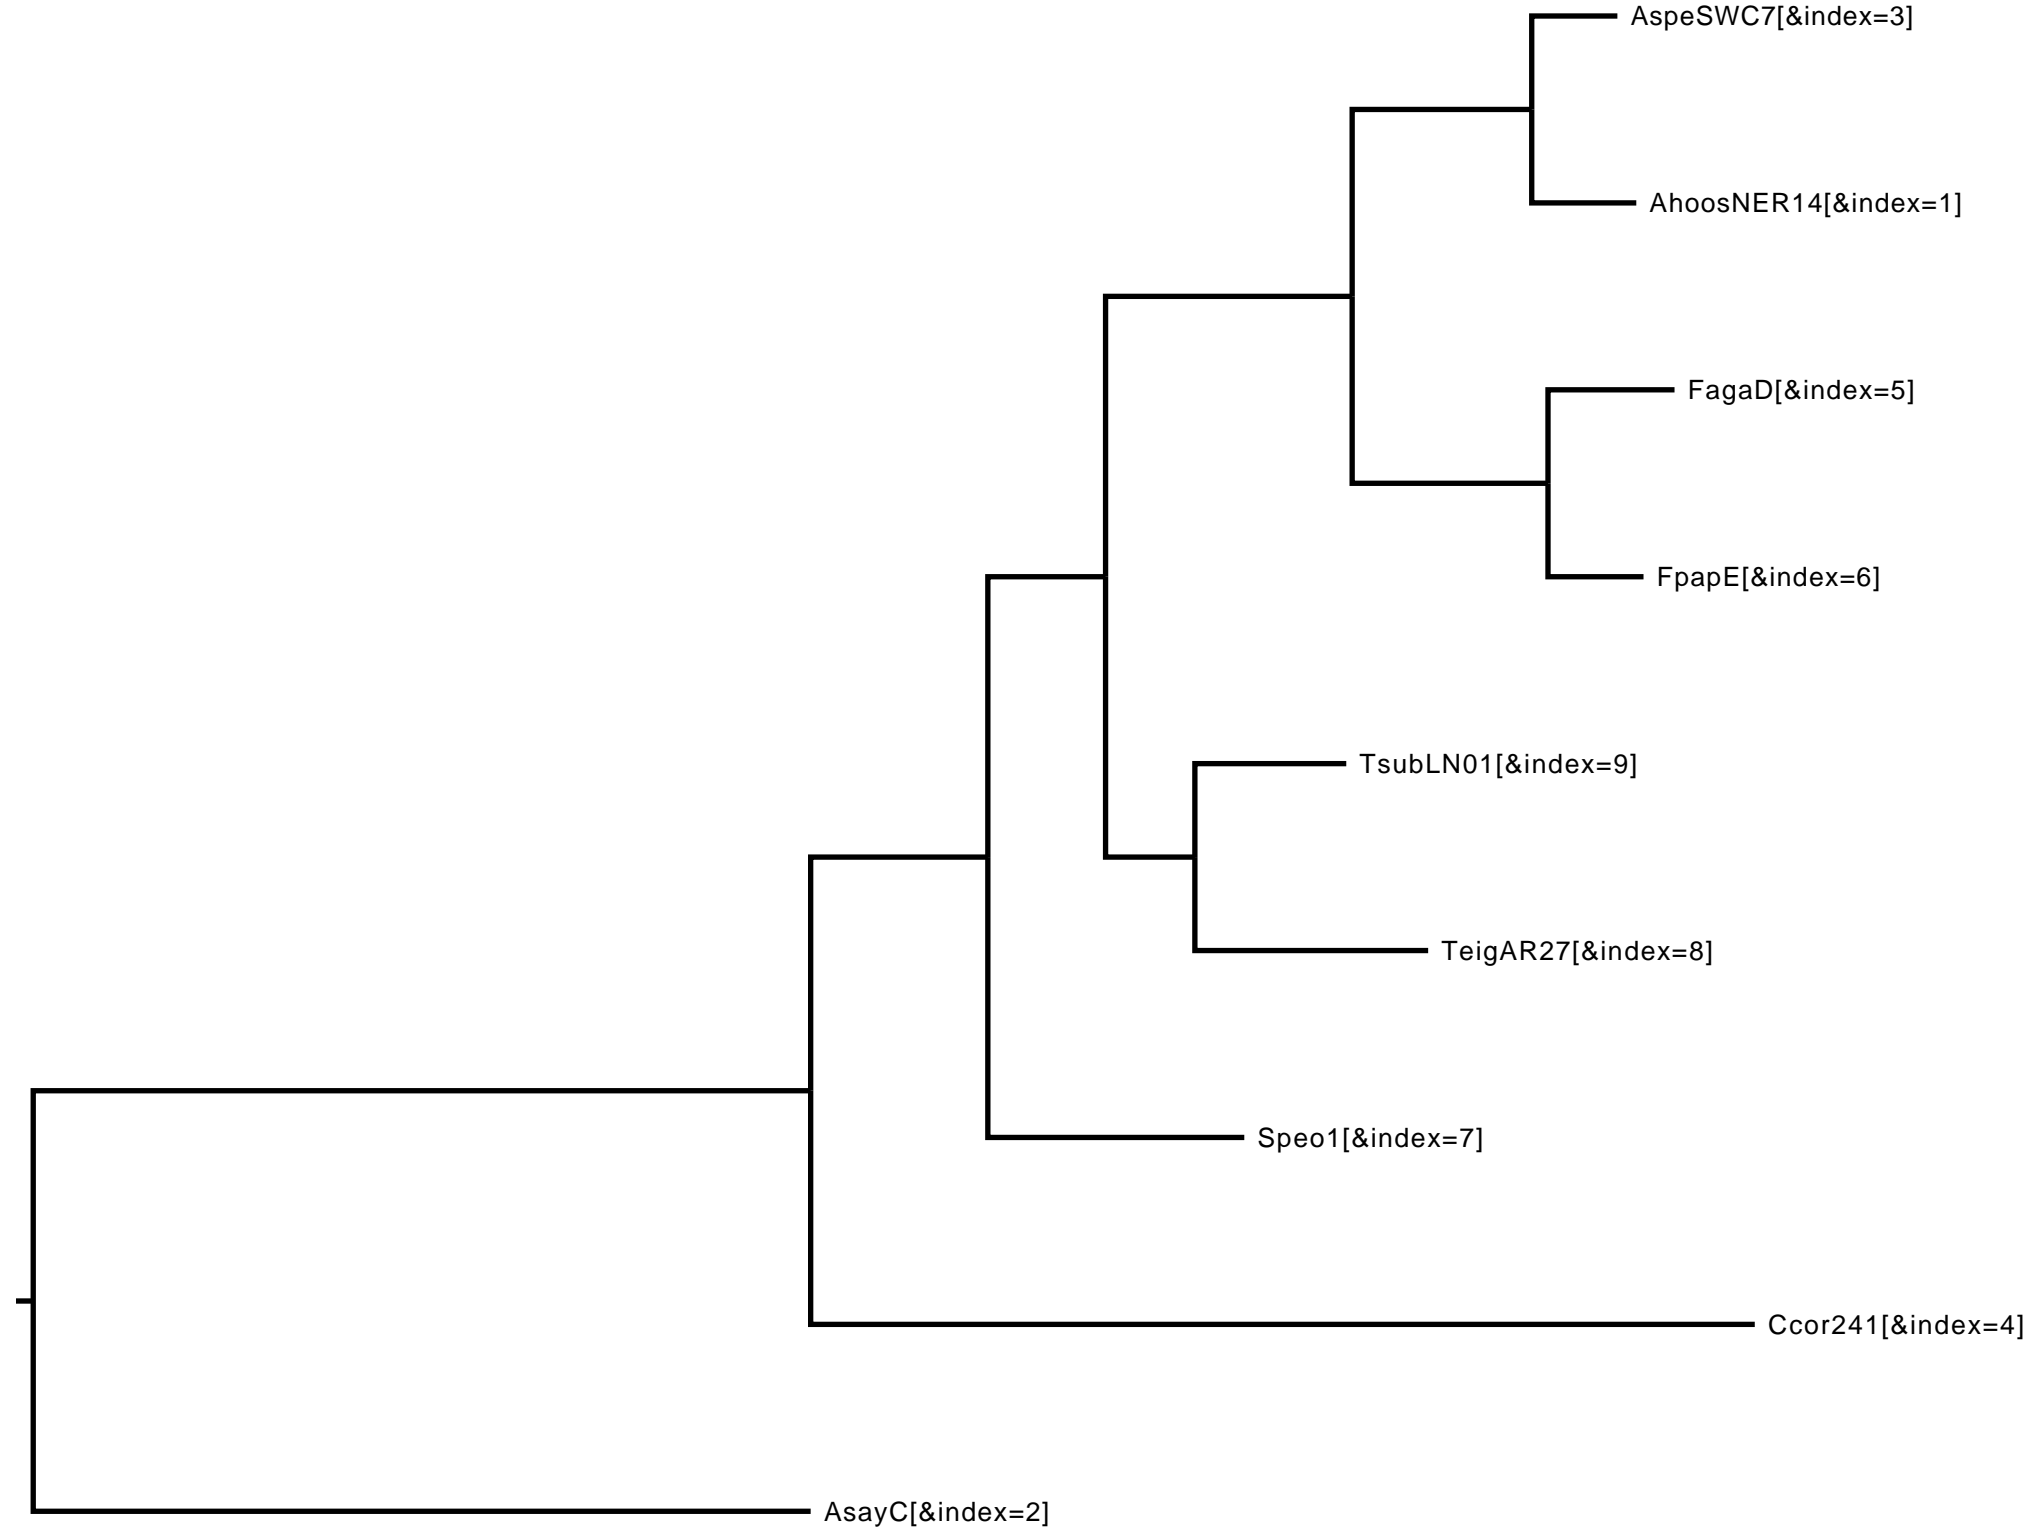 AspeSWC7[&index=3]
AhoosNER14[&index=1]
FagaD[&index=5]
FpapE[&index=6]
TsubLN01[&index=9]
TeigAR27[&index=8]
Speo1[&index=7]
Ccor241[&index=4]
AsayC[&index=2]